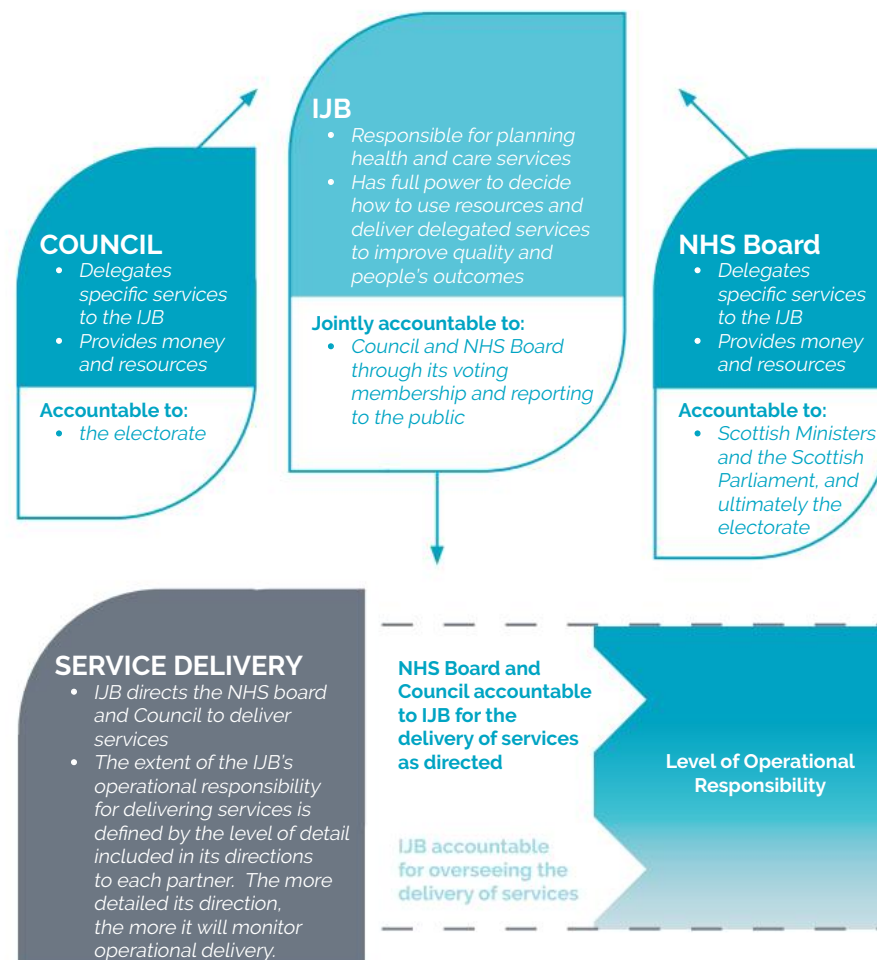 IJB
• Responsible for planning
health and care services
• Has full power to decide
how to use resources and
deliver delegated services
to improve quality and
people's outcomes
Jointly accountable to:
• Council and NHS Board
through its voting
membership and reporting
to the public
COUNCIL
• Delegates
specific services
to the IJB
• Provides money
and resources
Accountable to:
• the electorate
NHS Board
• Delegates
specific services
to the IJB
• Provides money
and resources
Accountable to:
• Scottish Ministers
and the Scottish
Parliament, and
ultimately the
electorate
SERVICE DELIVERY
• IJB directs the NHS board
and Council to deliver
services
• The extent of the IJB's
operational responsibility
for delivering services is
defined by the level of detail
included in its directions
to each partner. The more
detailed its direction,
the more it will monitor
operational delivery.
NHS Board and
Council accountable
to IJB for the
delivery of services
as directed
IJB accountable
for overseeing the
delivery of services
Level of Operational
Responsibility